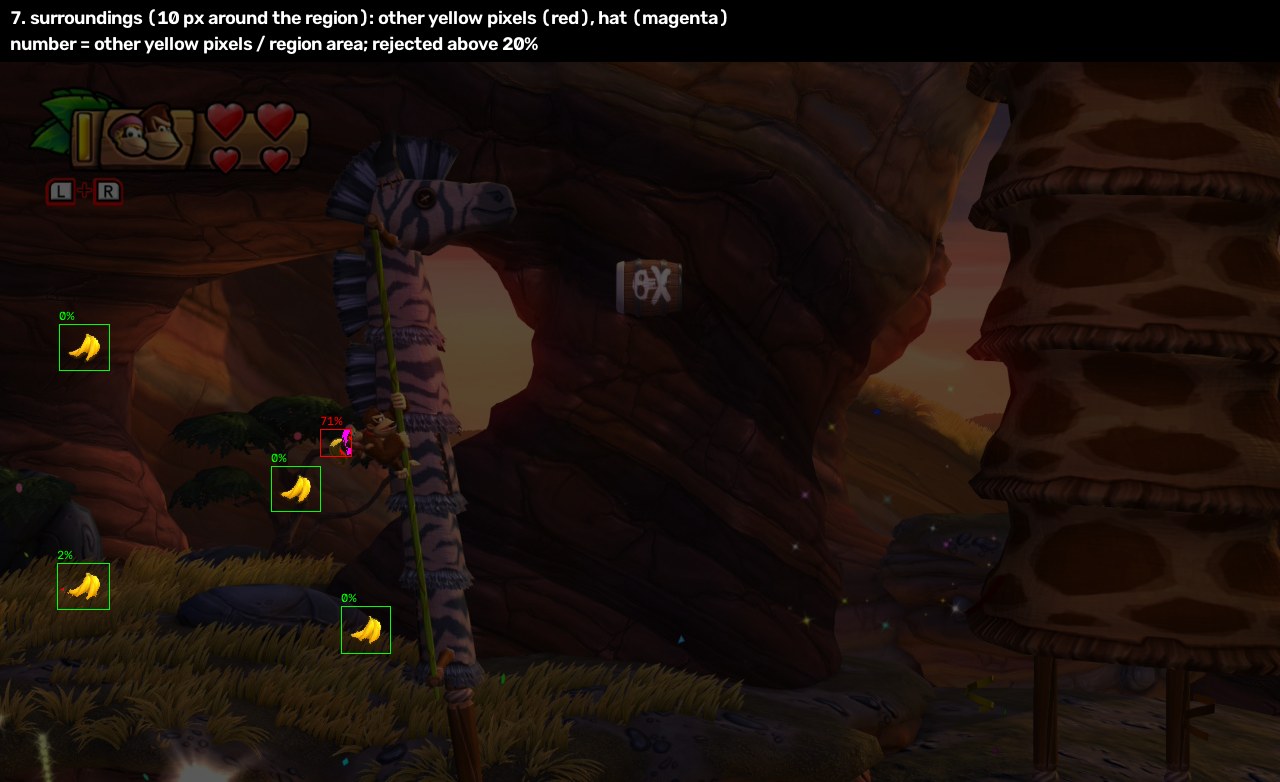 7. surroundings (10 px around the region): other yellow pixels (red), hat (magenta)
number = other yellow pixels / region area; rejected above 20%
L + R
0%
71%
0%
2%
0%